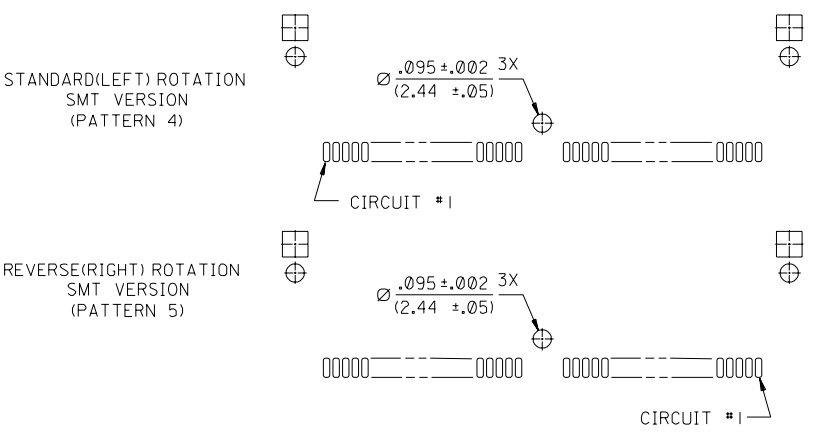 STANDARD(LEFT) ROTATION
SMT VERSION
(PATTERN 4)
Ø .095 ±.002 3X
(2.44 ±.05)
CIRCUIT #1
REVERSE(RIGHT) ROTATION
SMT VERSION
(PATTERN 5)
Ø .095 ±.002 3X
(2.44 ±.05)
CIRCUIT #1